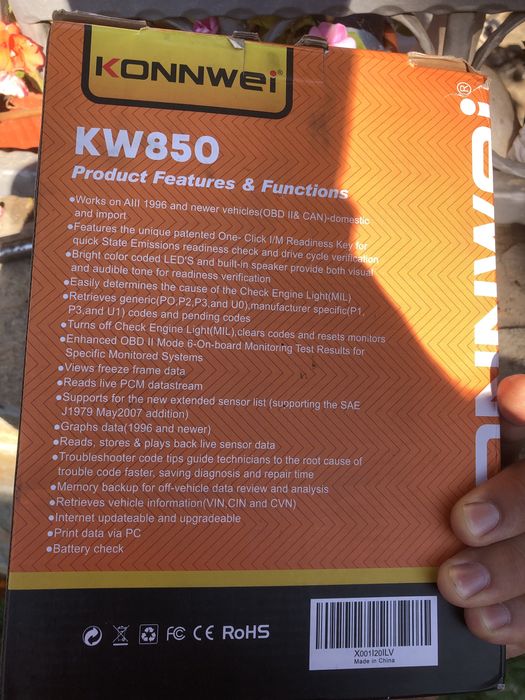 KONNWEI®
KW850
Product Features & Functions
●Works on AIII 1996 and newer vehicles(OBD II& CAN)-domestic
and import
●Features the unique patented One- Click I/M Readiness Key for
quick State Emissions readiness check and drive cycle verification
●Bright color coded LED'S and built-in speaker provide both visual
and audible tone for readiness verification
●Easily determines the cause of the Check Engine Light(MIL)
●Retrieves generic(PO,P2,P3,and U0),manufacturer specific(P1,
P3,and U1) codes and pending codes
●Turns off Check Engine Light(MIL),clears codes and resets monitors
●Enhanced OBD II Mode 6-On-board Monitoring Test Results for
Specific Monitored Systems
●Views freeze frame data
●Reads live PCM datastream
●Supports for the new extended sensor list (supporting the SAE
J1979 May2007 addition)
●Graphs data(1996 and newer)
●Reads, stores & plays back live sensor data
●Troubleshooter code tips guide technicians to the root cause of
trouble code faster, saving diagnosis and repair time
●Memory backup for off-vehicle data review and analysis
●Retrieves vehicle information(VIN,CIN and CVN)
●Internet updateable and upgradeable
●Print data via PC
●Battery check
FC CE RoHS
X001I20ILV
Made in China
ONNWEI®